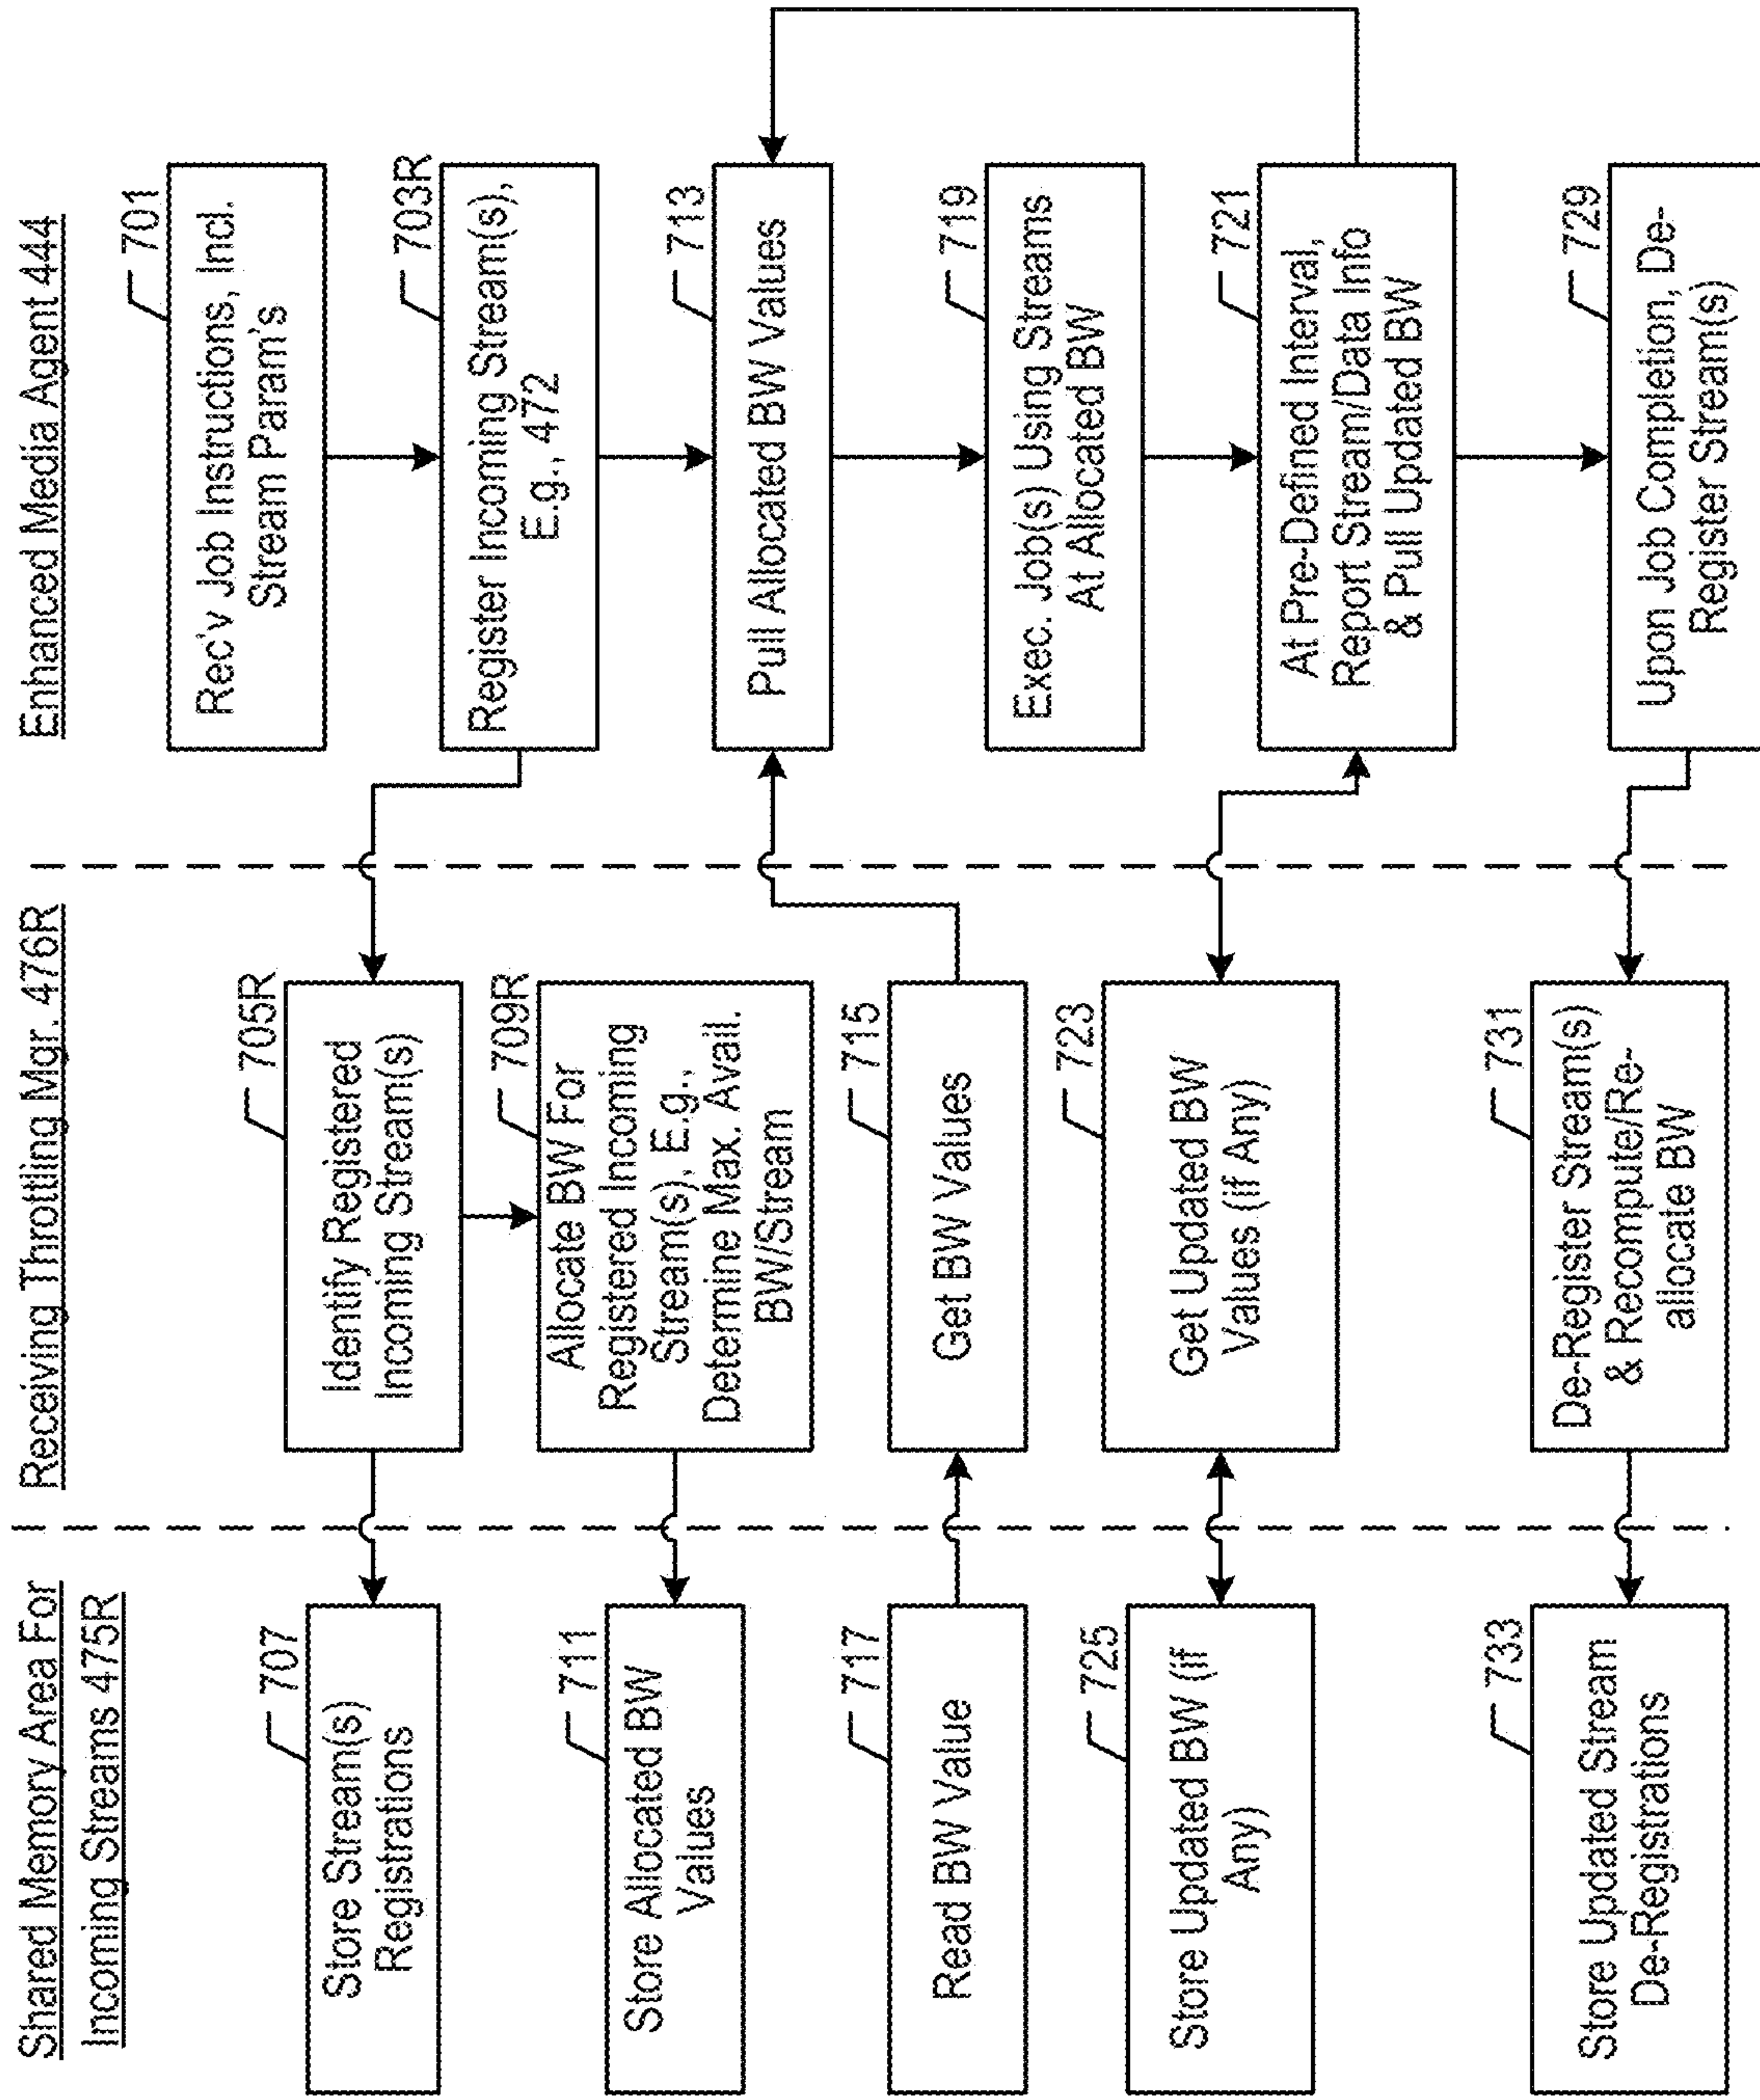 Shared Memory Area For
Incoming Streams 475R
Receiving Throttling Mgr. 476R
Enhanced Media Agent 444
701
Rec'v Job Instructions, Incl.
Stream Param's
703R
Register Incoming Stream(s),
E.g., 472
705R
Identify Registered
Incoming Stream(s)
707
Store Stream(s)
Registrations
709R
Allocate BW For
Registered Incoming
Stream(s), E.g.,
Determine Max. Avail.
BW/Stream
711
Store Allocated BW
Values
713
Pull Allocated BW Values
715
Get BW Values
717
Read BW Value
719
Exec. Job(s) Using Streams
At Allocated BW
721
At Pre-Defined Interval,
Report Stream/Data Info
& Pull Updated BW
723
Get Updated BW
Values (if Any)
725
Store Updated BW (if
Any)
729
Upon Job Completion, De-
Register Stream(s)
731
De-Register Stream(s)
& Recompute/Re-
allocate BW
733
Store Updated Stream
De-Registrations